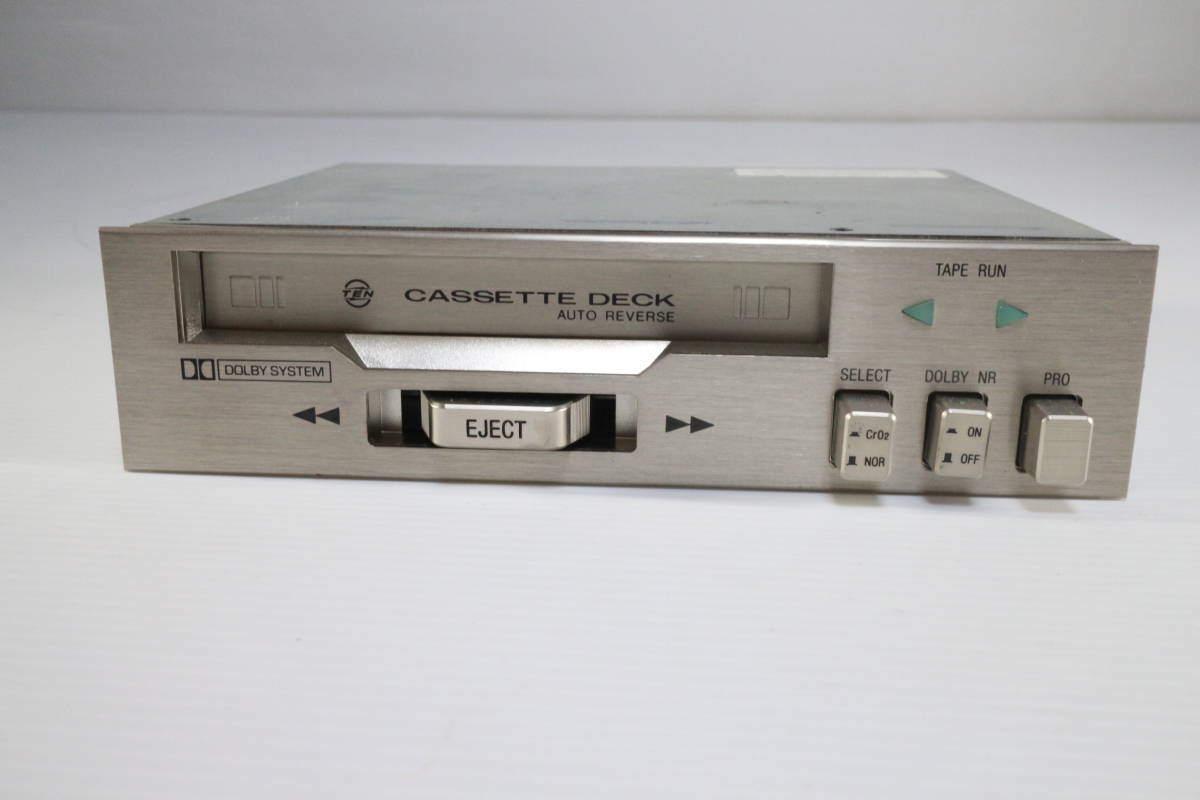 TEN
CASSETTE DECK
AUTO REVERSE
TAPE RUN
DOLBY SYSTEM
EJECT
SELECT
DOLBY NR
PRO
CrO2
NOR
ON
OFF